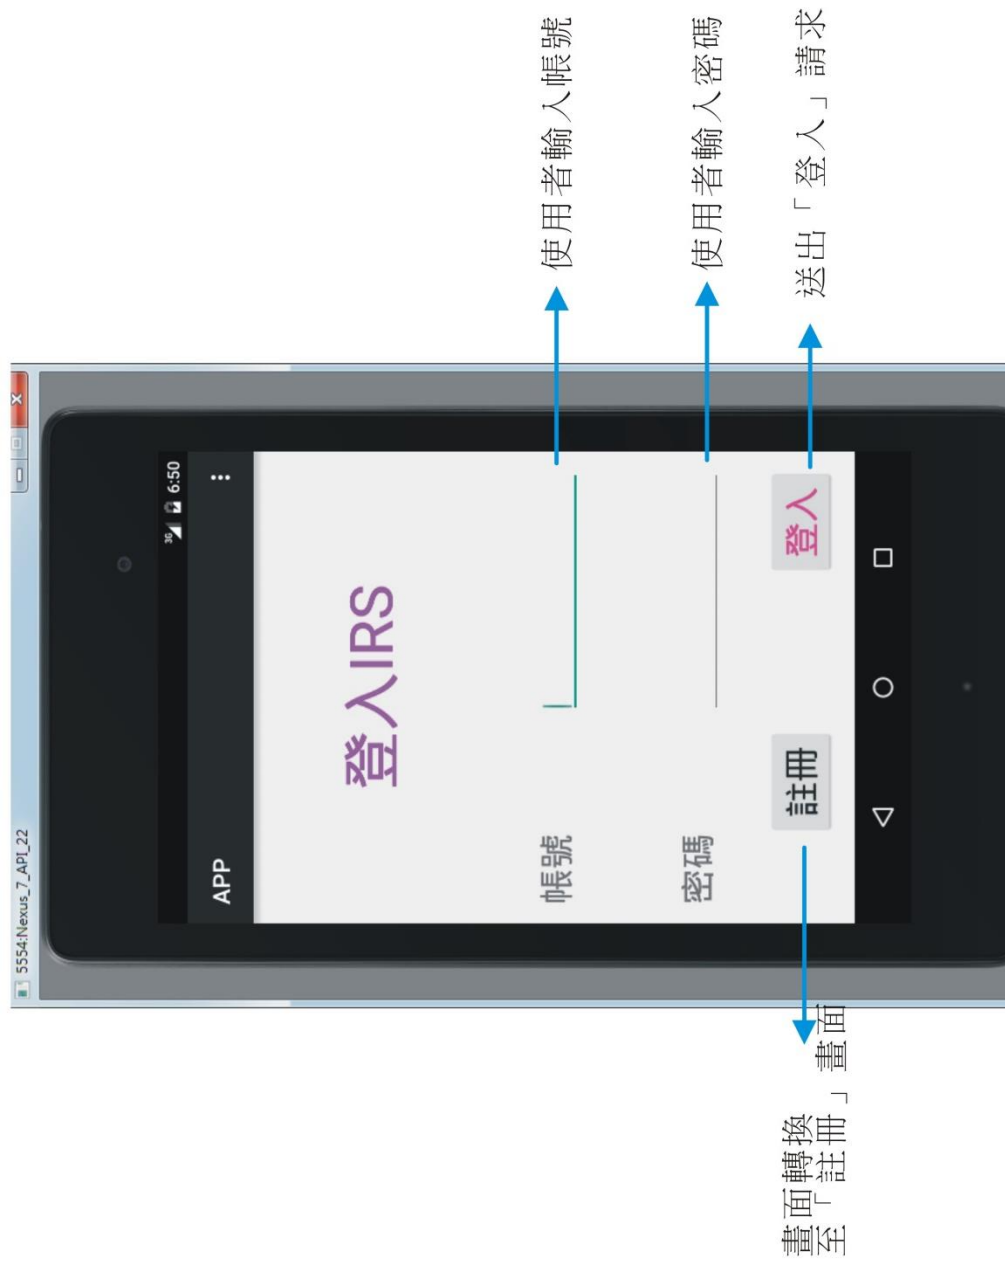 5554:Nexus_7_API_22
3G 6:50
APP
登入IRS
帳號
使用者輸入帳號
密碼
使用者輸入密碼
註冊
登入
送出「登入」請求
畫面轉換
至「註冊」畫面